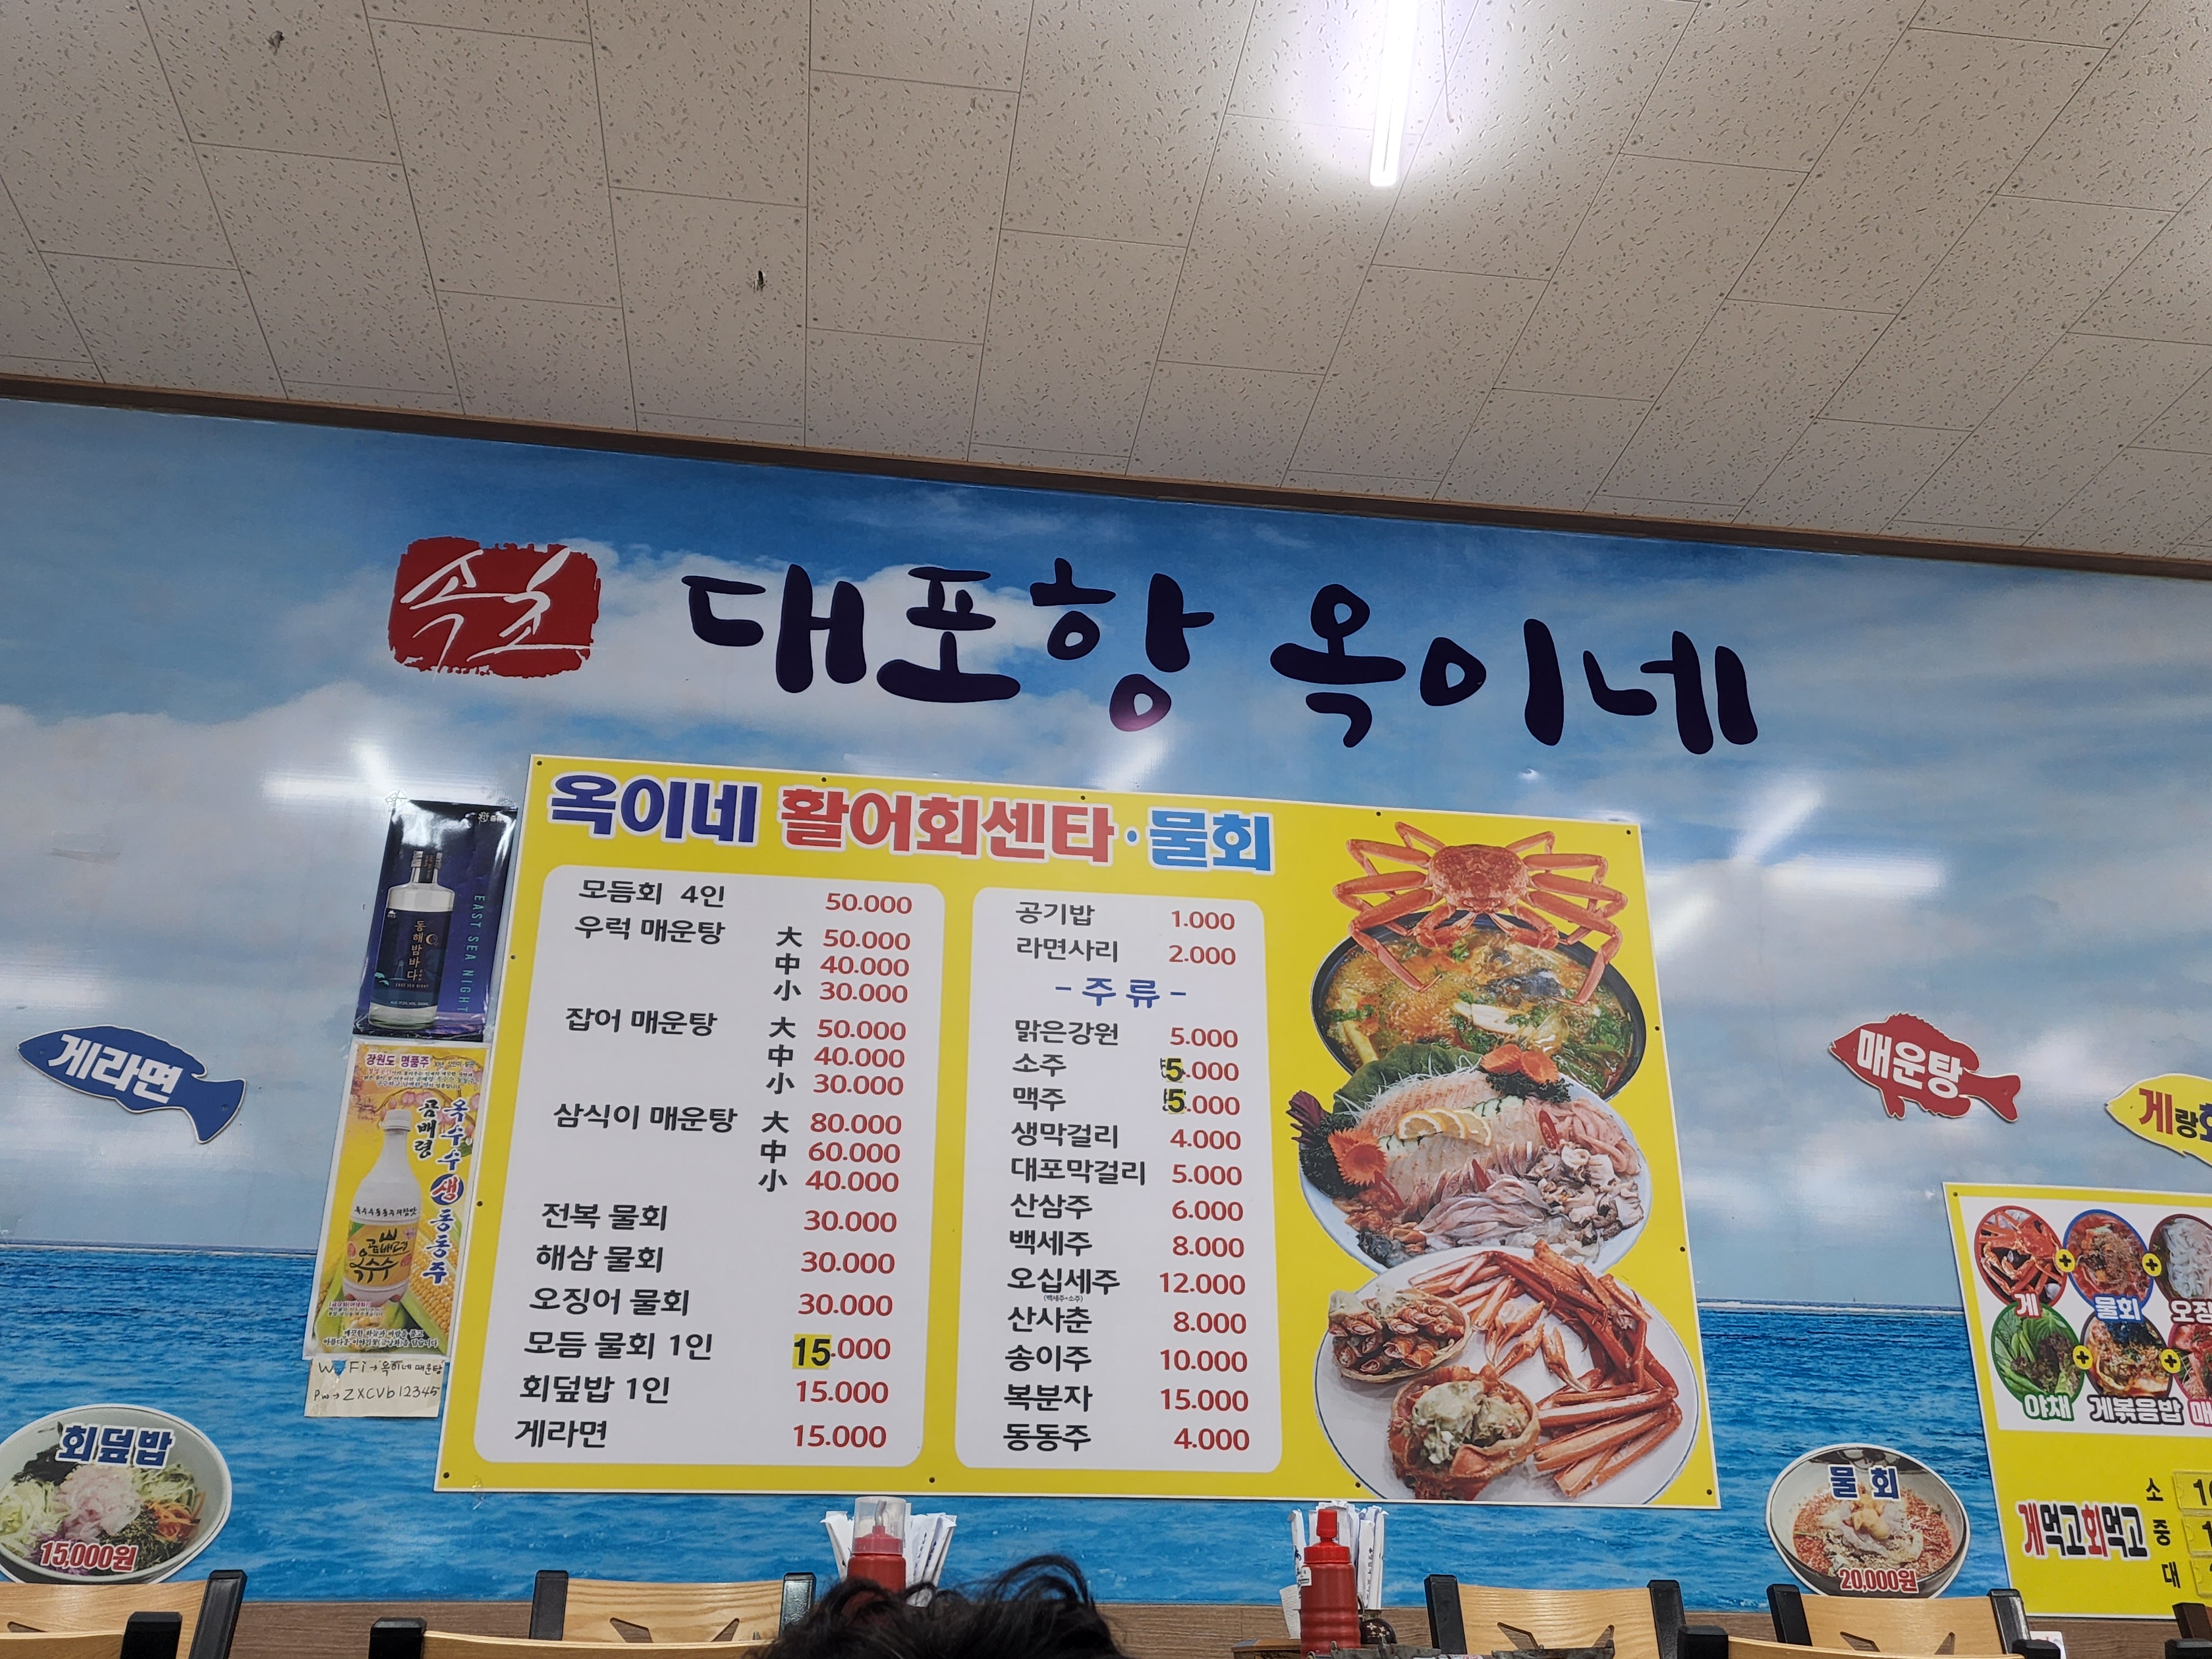 속초 대포항 옥이네
옥이네 활어회센타·물회
모듬회 4인 50.000
우럭 매운탕 大 50.000
中 40.000
小 30.000
잡어 매운탕 大 50.000
中 40.000
小 30.000
삼식이 매운탕 大 80.000
中 60.000
小 40.000
전복 물회 30.000
해삼 물회 30.000
오징어 물회 30.000
모듬 물회 1인 15.000
회덮밥 1인 15.000
게라면 15.000
공기밥 1.000
라면사리 2.000
- 주 류 -
맑은강원 5.000
소주 5.000
맥주 5.000
생막걸리 4.000
대포막걸리 5.000
산삼주 6.000
백세주 8.000
오십세주 12.000
(백세주+소주)
산사춘 8.000
송이주 10.000
복분자 15.000
동동주 4.000
EAST SEA NIGHT
동해밤바다
EAST SEA NIGHT
강원도 명품주
옥수수 생 동동주
곰배령
곰배령
옥수수
Wi Fi → 옥이네 매운탕
Pw → ZXCVb12345
게라면
회덮밥
15,000원
매운탕
게랑
물회
20,000원
게 물회
야채 게볶음밥
게먹고회먹고
소
중
대